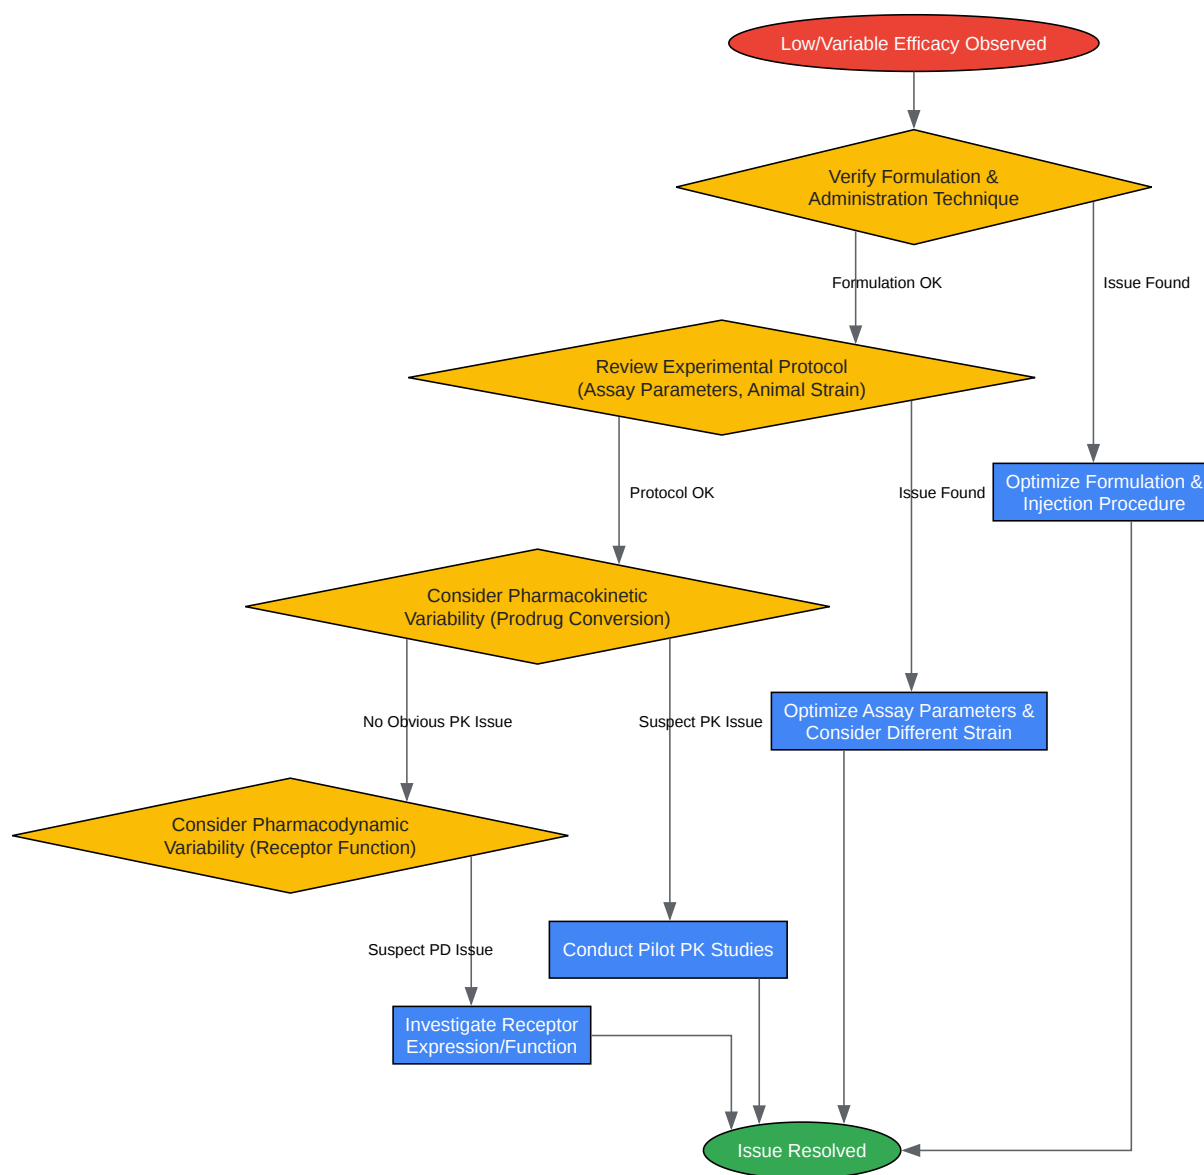 Low/Variable Efficacy Observed
Verify Formulation &
Administration Technique
Formulation OK
Issue Found
Review Experimental Protocol
(Assay Parameters, Animal Strain)
Optimize Formulation &
Injection Procedure
Protocol OK
Issue Found
Consider Pharmacokinetic
Variability (Prodrug Conversion)
Optimize Assay Parameters &
Consider Different Strain
No Obvious PK Issue
Suspect PK Issue
Consider Pharmacodynamic
Variability (Receptor Function)
Suspect PD Issue
Conduct Pilot PK Studies
Investigate Receptor
Expression/Function
Issue Resolved